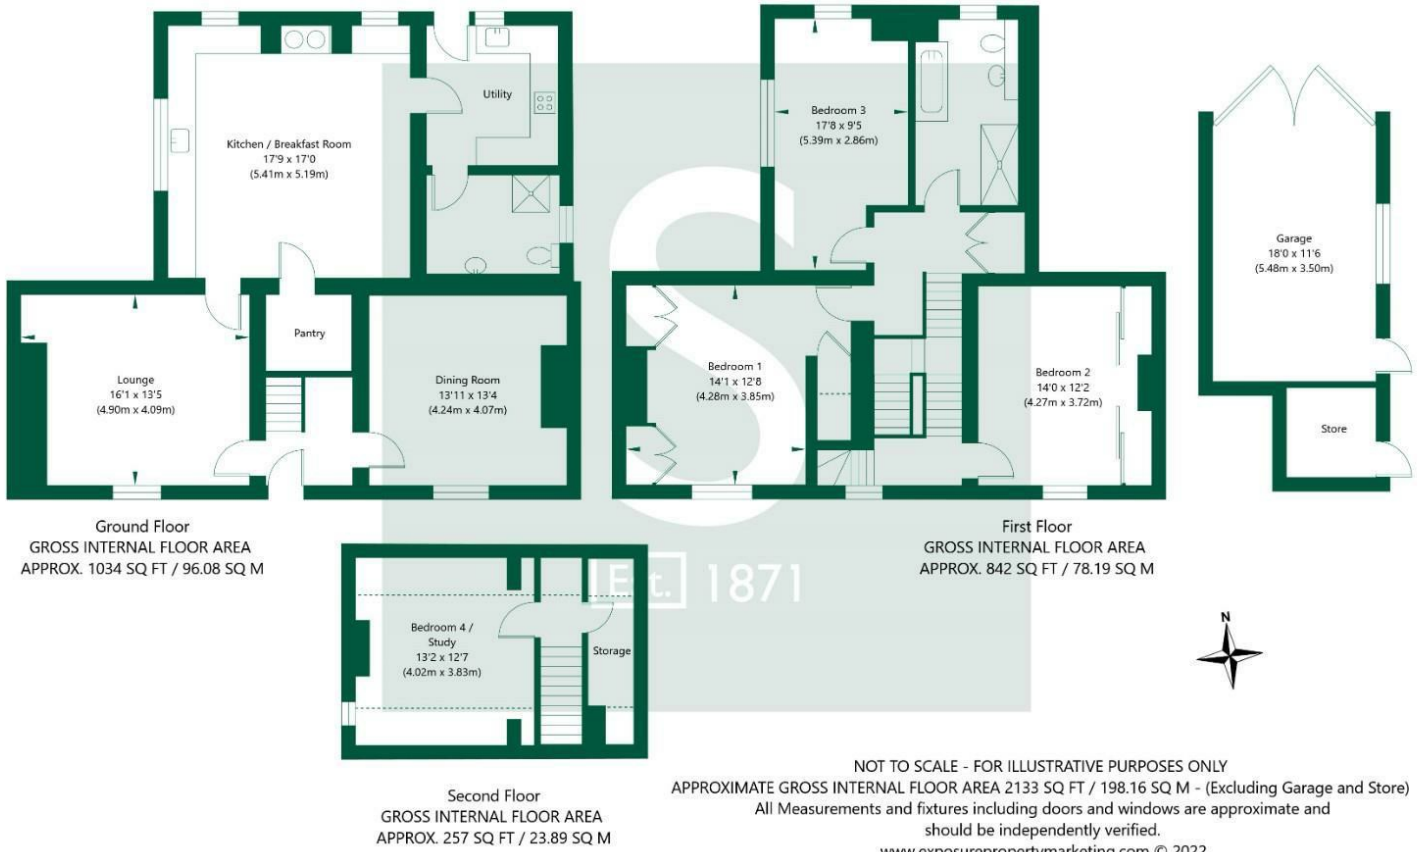 Kitchen / Breakfast Room
17'9 x 17'0
(5.41m x 5.19m)
Utility
Pantry
Lounge
16'1 x 13'5
(4.90m x 4.09m)
Dining Room
13'11 x 13'4
(4.24m x 4.07m)
Ground Floor
GROSS INTERNAL FLOOR AREA
APPROX. 1034 SQ FT / 96.08 SQ M
Bedroom 3
17'8 x 9'5
(5.39m x 2.86m)
Bedroom 1
14'1 x 12'8
(4.28m x 3.85m)
Bedroom 2
14'0 x 12'2
(4.27m x 3.72m)
First Floor
GROSS INTERNAL FLOOR AREA
APPROX. 842 SQ FT / 78.19 SQ M
Garage
18'0 x 11'6
(5.48m x 3.50m)
Store
S
Est. 1871
Bedroom 4 /
Study
13'2 x 12'7
(4.02m x 3.83m)
Storage
Second Floor
GROSS INTERNAL FLOOR AREA
APPROX. 257 SQ FT / 23.89 SQ M
N
NOT TO SCALE - FOR ILLUSTRATIVE PURPOSES ONLY
APPROXIMATE GROSS INTERNAL FLOOR AREA 2133 SQ FT / 198.16 SQ M - (Excluding Garage and Store)
All Measurements and fixtures including doors and windows are approximate and
should be independently verified.
www.exposurepropertymarketing.com © 2022